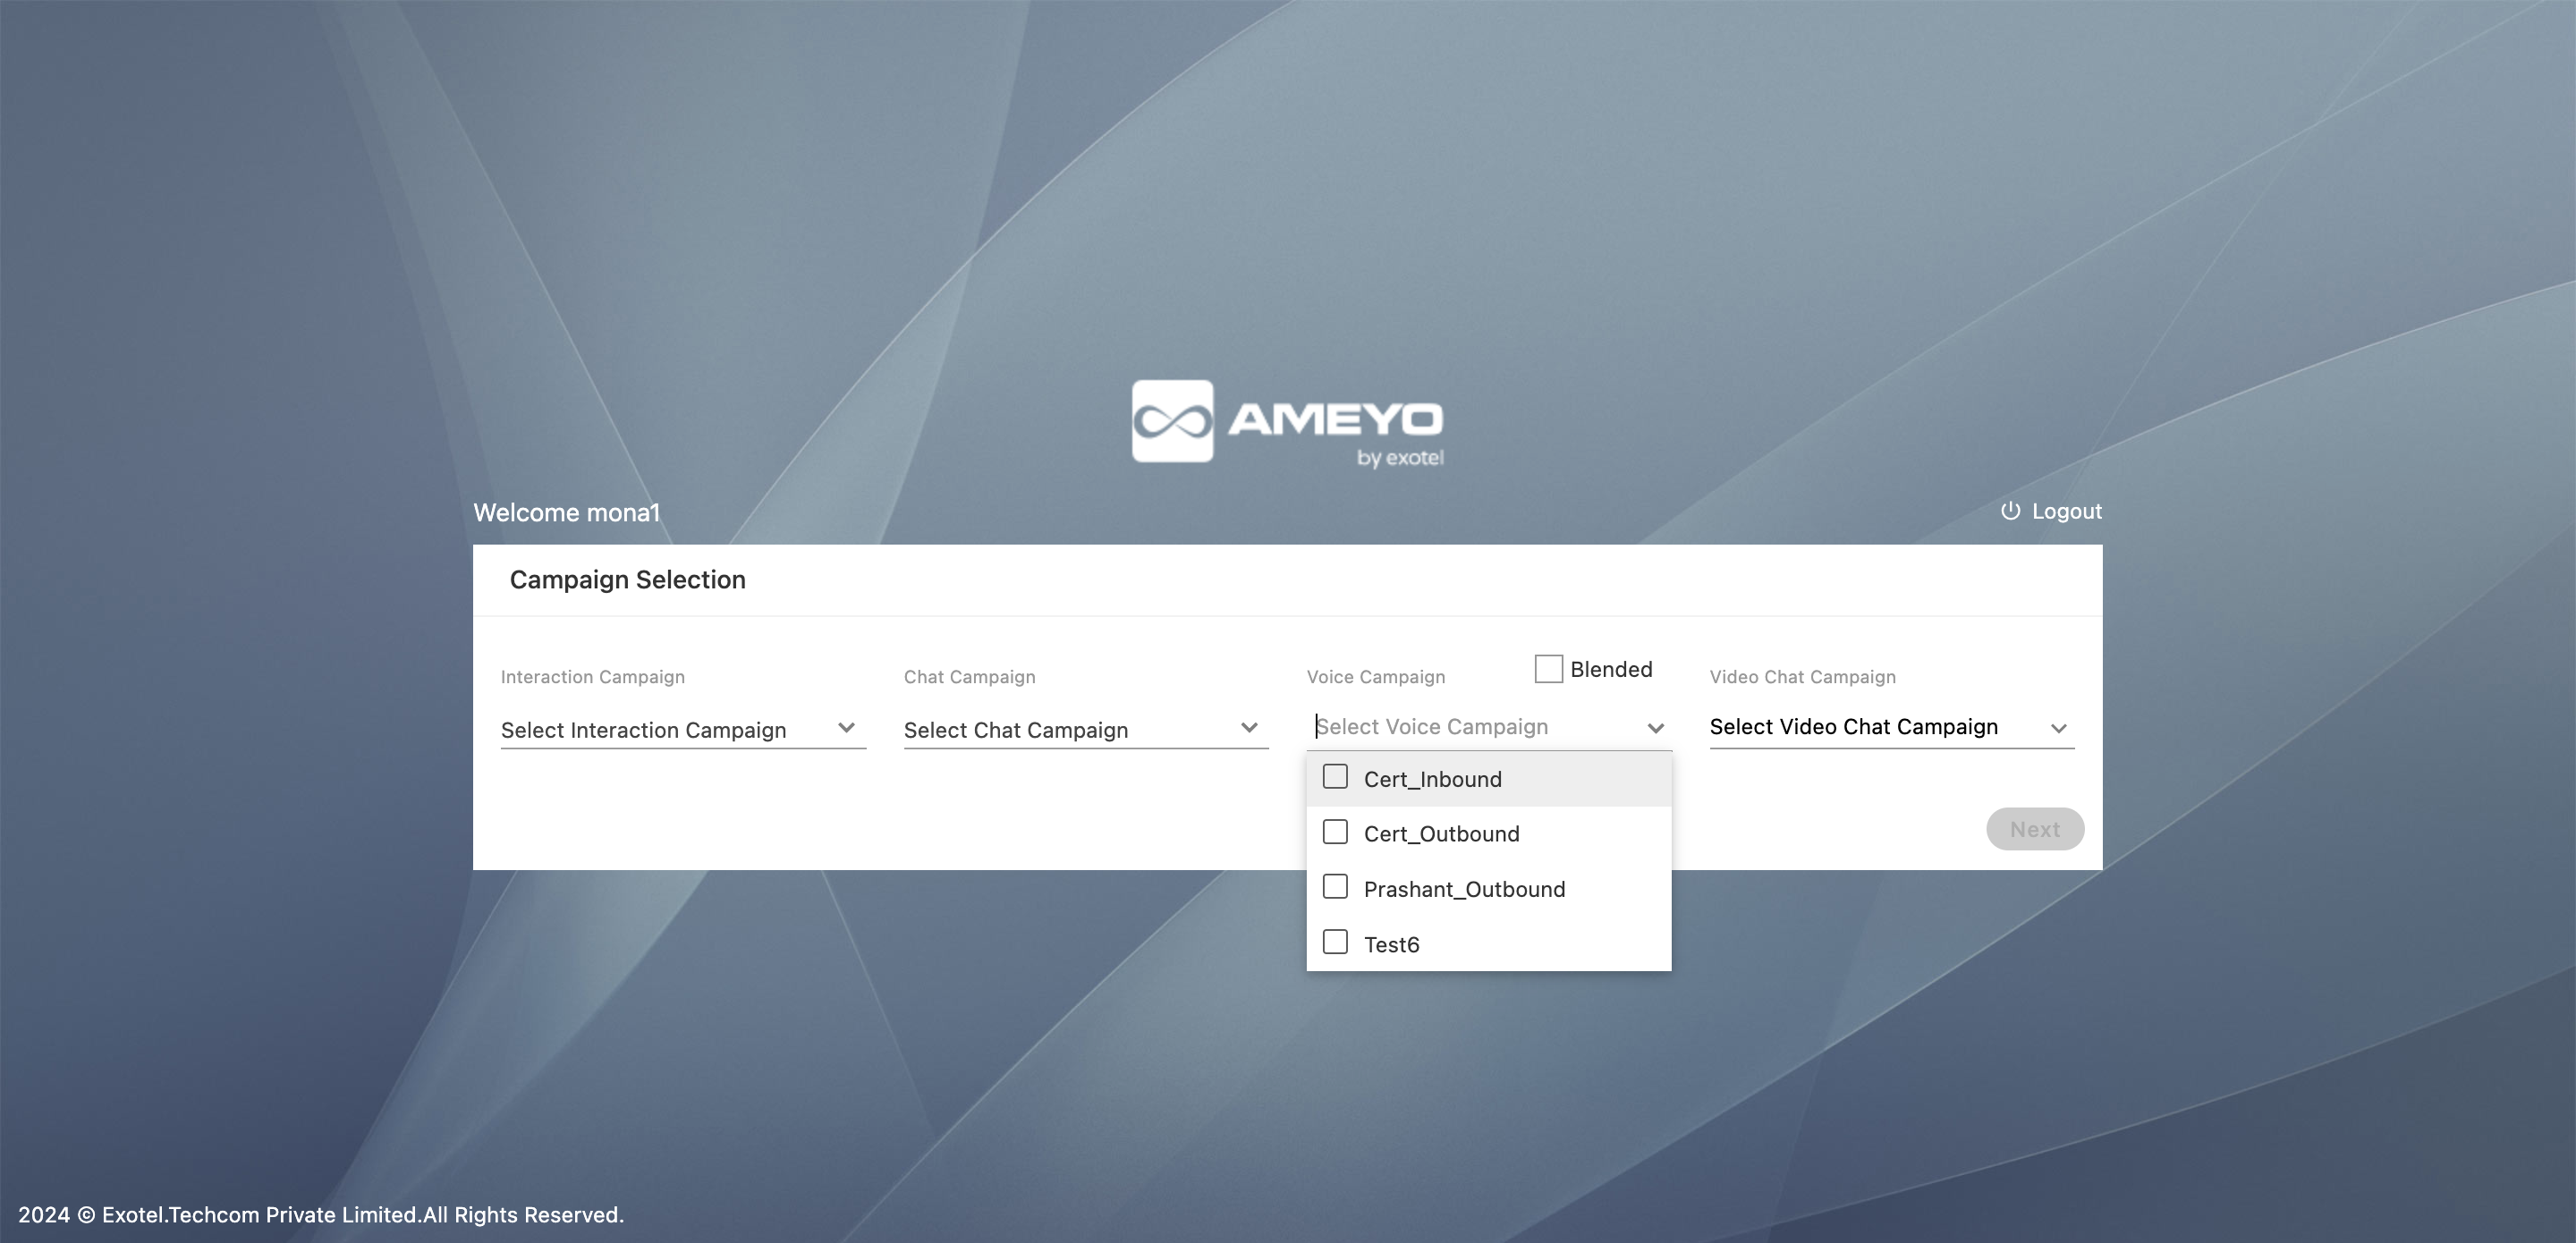 AMEYO
by exotel
Welcome mona1
Logout
Campaign Selection
Interaction Campaign
Select Interaction Campaign
Chat Campaign
Select Chat Campaign
Voice Campaign
Blended
Select Voice Campaign
Cert_Inbound
Cert_Outbound
Prashant_Outbound
Test6
Video Chat Campaign
Select Video Chat Campaign
Next
2024 © Exotel.Techcom Private Limited.All Rights Reserved.